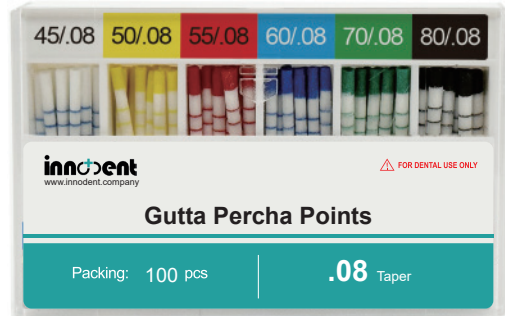 45/.08 50/.08 55/.08 60/.08 70/.08 80/.08
innodent
www.innodent.company
FOR DENTAL USE ONLY
Gutta Percha Points
Packing: 100 pcs
.08 Taper